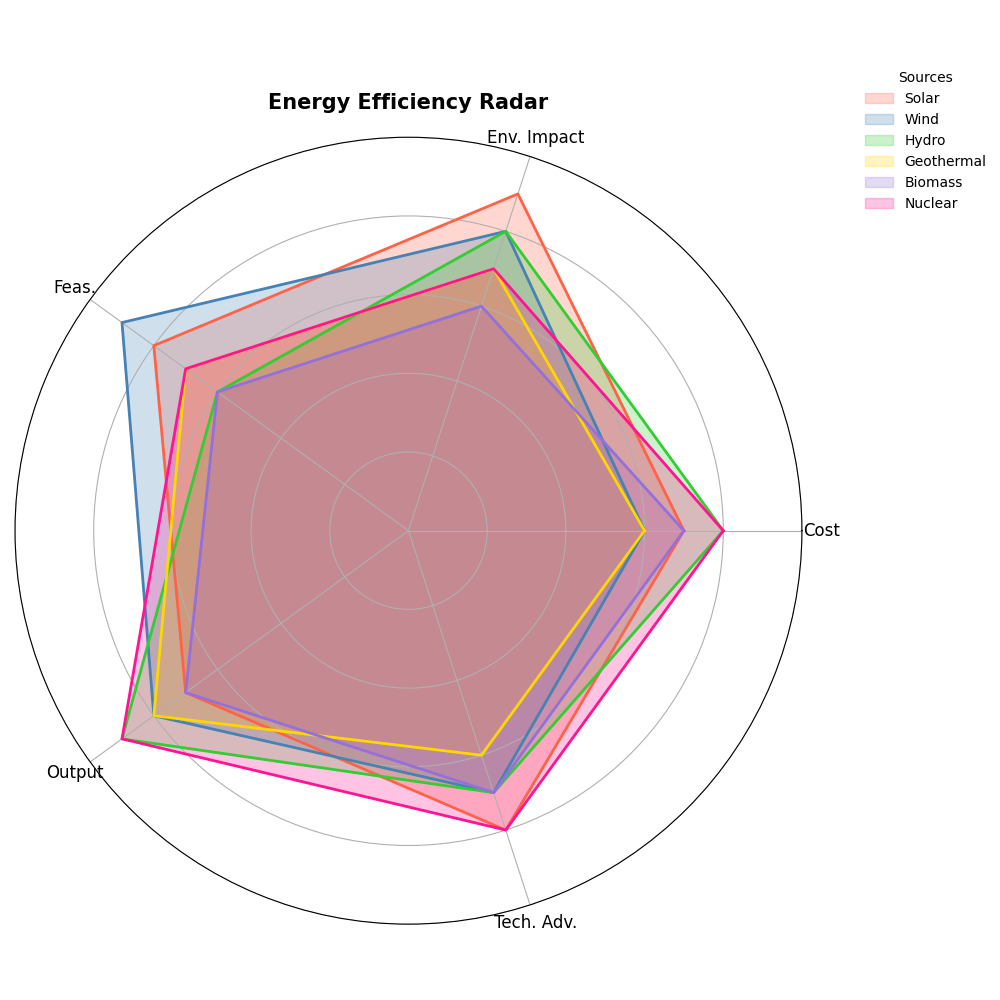 Energy Efficiency Radar
Sources
Solar
Wind
Hydro
Geothermal
Biomass
Nuclear
Env. Impact
Feas.
Cost
Output
Tech. Adv.